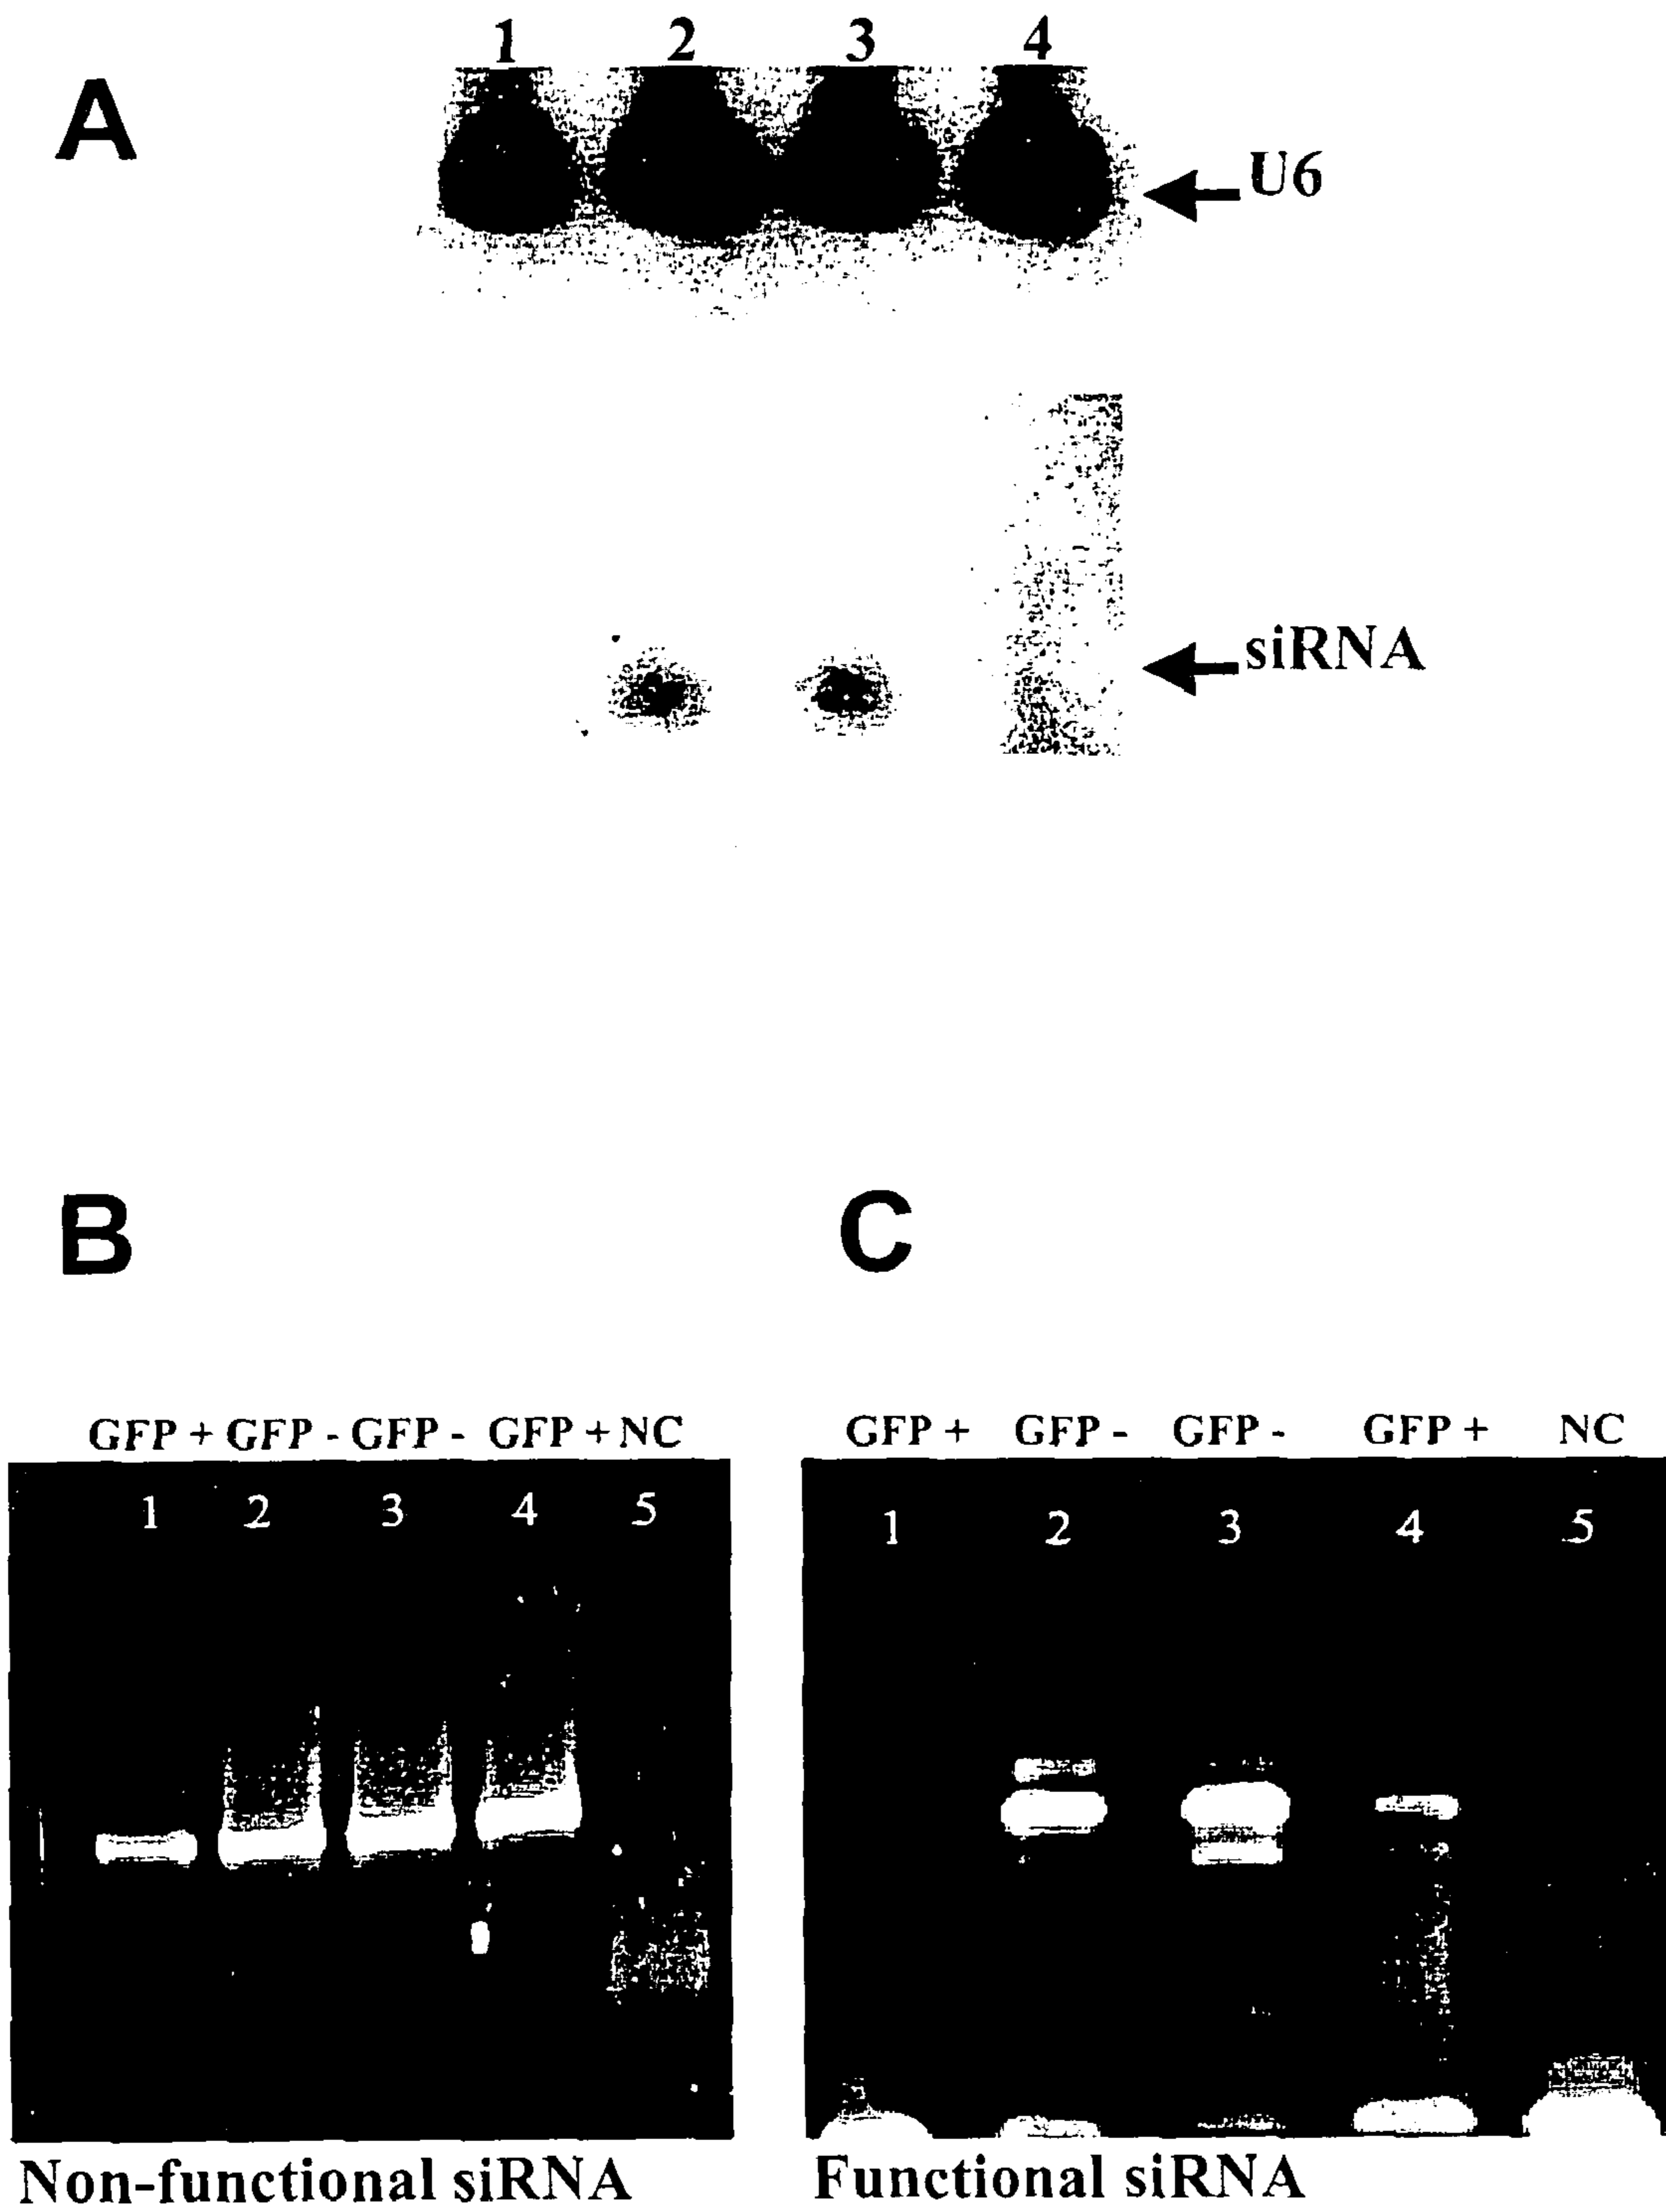 1 2 3 4
A
U6
siRNA
B C
GFP + GFP - GFP - GFP + NC
1 2 3 4 5
Non-functional siRNA
GFP + GFP - GFP - GFP + NC
1 2 3 4 5
Functional siRNA